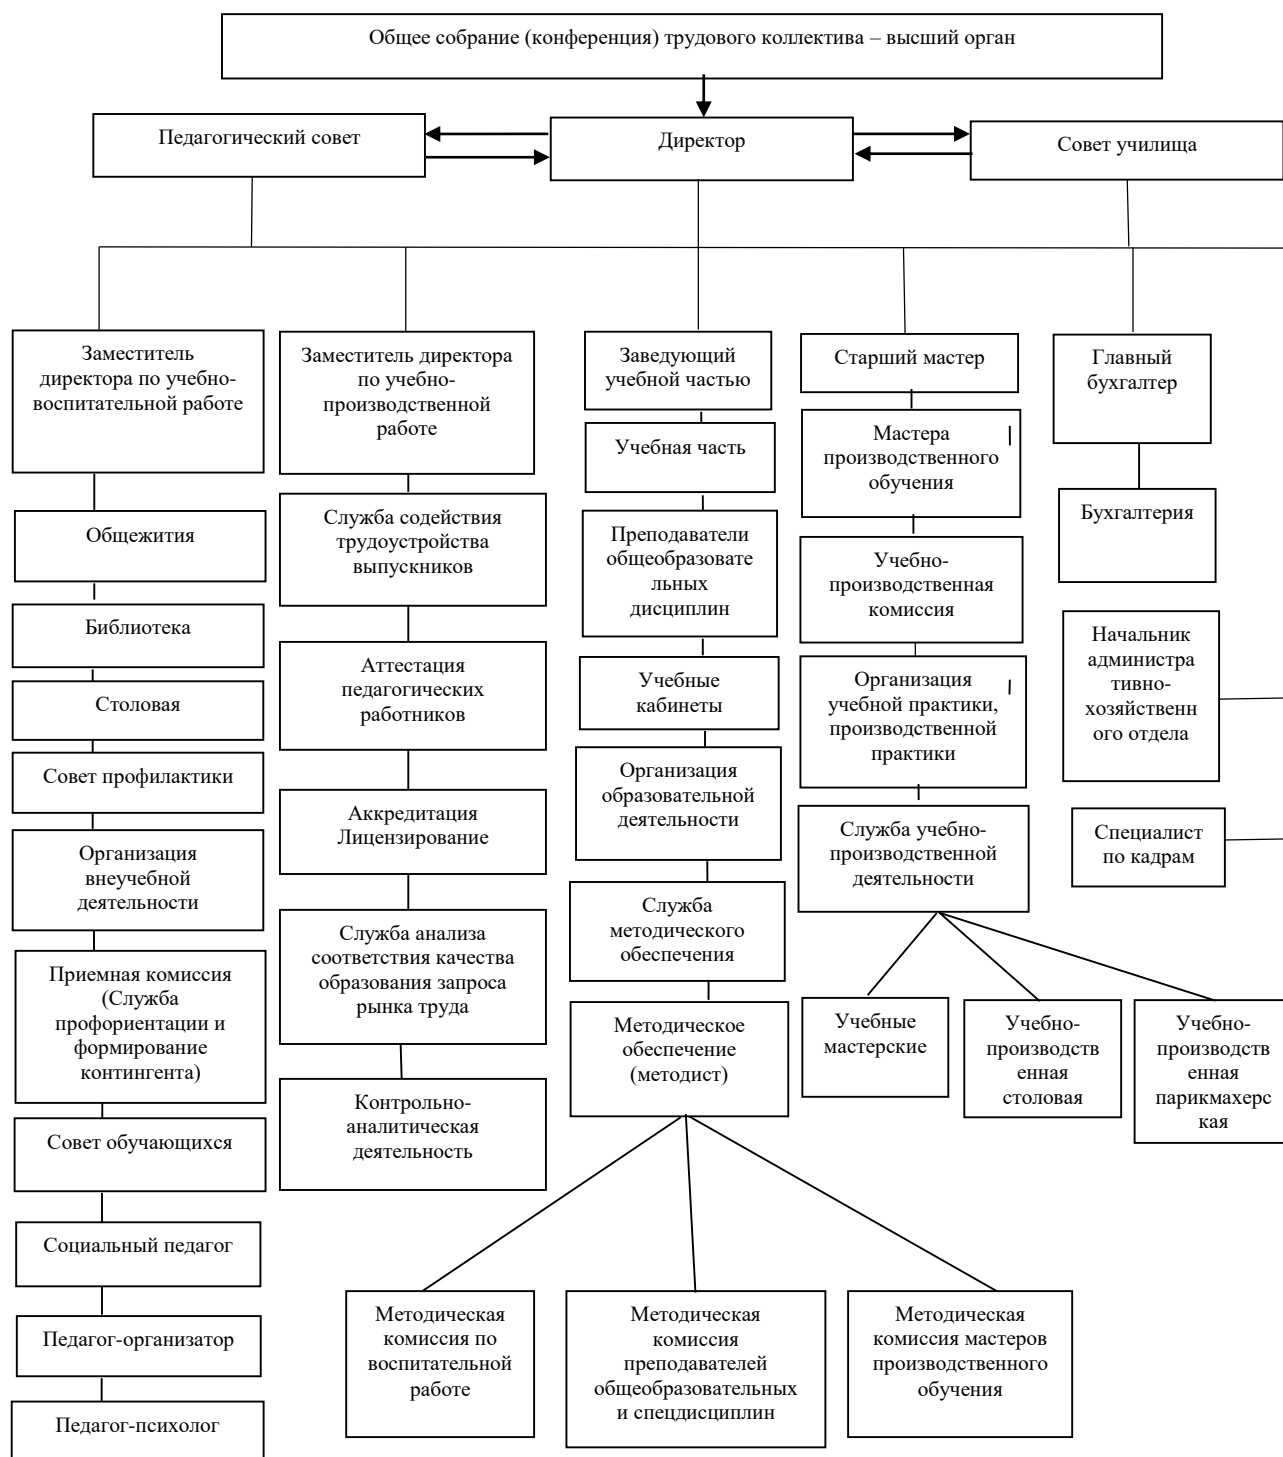 Общее собрание (конференция) трудового коллектива – высший орган
Педагогический совет
Директор
Совет училища
Заместитель
директора по учебно-
воспитательной работе
Общежития
Библиотека
Столовая
Совет профилактики
Организация
внеучебной
деятельности
Приемная комиссия
(Служба
профориентации и
формирование
контингента)
Совет обучающихся
Социальный педагог
Педагог-организатор
Педагог-психолог
Заместитель директора
по учебно-
производственной
работе
Служба содействия
трудоустройства
выпускников
Аттестация
педагогических
работников
Аккредитация
Лицензирование
Служба анализа
соответствия качества
образования запроса
рынка труда
Контрольно-
аналитическая
деятельность
Заведующий
учебной частью
Учебная часть
Преподаватели
общеобразовате
льных
дисциплин
Учебные
кабинеты
Организация
образовательной
деятельности
Служба
методического
обеспечения
Методическое
обеспечение
(методист)
Методическая
комиссия по
воспитательной
работе
Методическая
комиссия
преподавателей
общеобразовательных
и спецдисциплин
Методическая
комиссия мастеров
производственного
обучения
Старший мастер
Мастера
производственного
обучения
Учебно-
производственная
комиссия
Организация
учебной практики,
производственной
практики
Служба учебно-
производственной
деятельности
Учебные
мастерские
Учебно-
производств
енная
столовая
Учебно-
производств
енная
парикмахерс
кая
Главный
бухгалтер
Бухгалтерия
Начальник
администра
тивно-
хозяйственн
ого отдела
Специалист
по кадрам